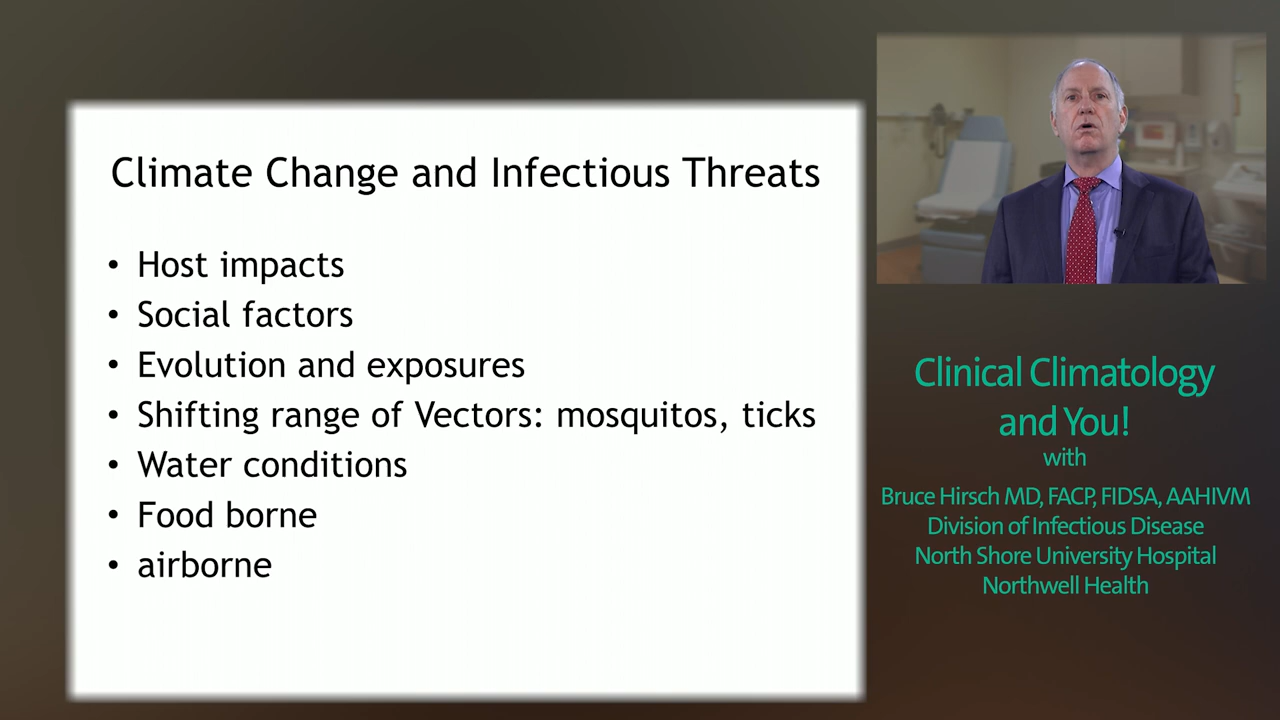 Climate Change and Infectious Threats
• Host impacts
• Social factors
• Evolution and exposures
• Shifting range of Vectors: mosquitos, ticks
• Water conditions
• Food borne
• airborne
Clinical Climatology
and You!
with
Bruce Hirsch MD, FACP, FIDSA, AAHIVM
Division of Infectious Disease
North Shore University Hospital
Northwell Health